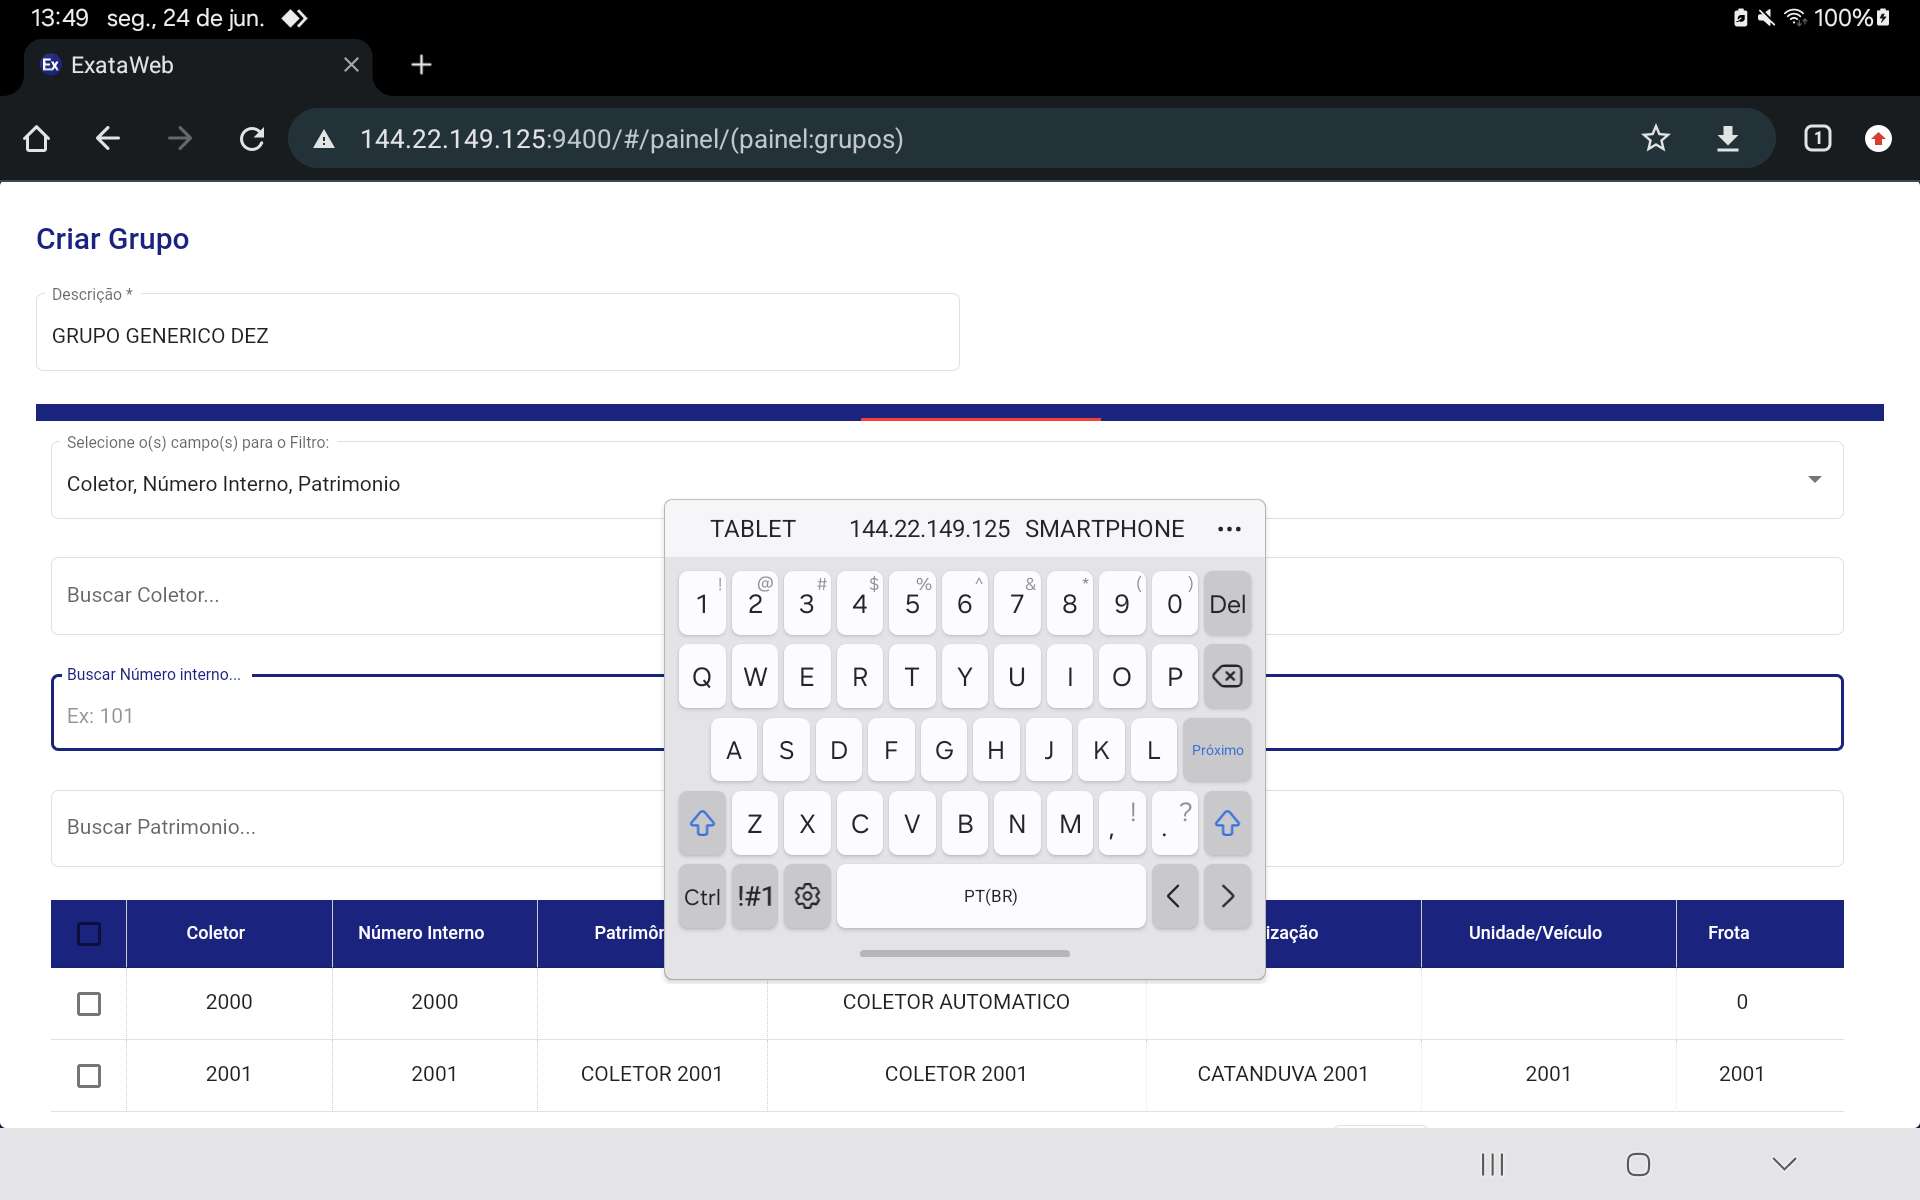 13:49 seg., 24 de jun. 100%
Ex ExataWeb
144.22.149.125:9400/#/painel/(painel:grupos) 1
Criar Grupo
Descrição *
GRUPO GENERICO DEZ
Selecione o(s) campo(s) para o Filtro:
Coletor, Número Interno, Patrimonio
Buscar Coletor...
Buscar Número interno...
Ex: 101
Buscar Patrimonio...
TABLET 144.22.149.125 SMARTPHONE ...
! @ # $ % ^ & * ( )
1 2 3 4 5 6 7 8 9 0 Del
Q W E R T Y U I O P
A S D F G H J K L Próximo
Z X C V B N M , ! . ?
Ctrl !#1 PT(BR) < >
Coletor Número Interno Patrimôn ização Unidade/Veículo Frota
2000 2000 COLETOR AUTOMATICO 0
2001 2001 COLETOR 2001 COLETOR 2001 CATANDUVA 2001 2001 2001